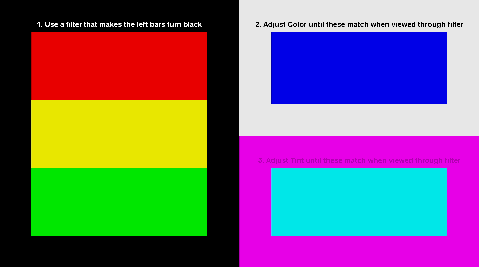 1. Use a filter that makes the left bars turn black
2. Adjust Color until these match when viewed through filter
3. Adjust Tint until these match when viewed through filter